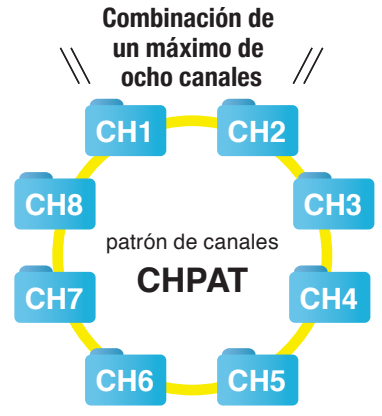 Combinación de
un máximo de
ocho canales
CH1 CH2
CH8 CH3
patrón de canales
CHPAT
CH7 CH4
CH6 CH5